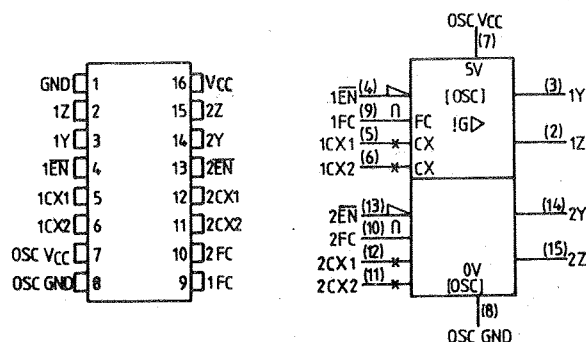 GND 1 16 VCC
1Z 2 15 2Z
1Y 3 14 2Y
1EN 4 13 2EN
1CX1 5 12 2CX1
1CX2 6 11 2CX2
OSC VCC 7 10 2FC
OSC GND 8 9 1FC
OSC VCC
(7)
5V
1EN (4) [OSC] (3) 1Y
1FC (9) ∩ FC !G▷
1CX1 (5) CX (2) 1Z
1CX2 (6) CX
2EN (13) (14) 2Y
2FC (10) ∩
2CX1 (12) (15) 2Z
2CX2 (11) 0V
[OSC]
(8)
OSC GND